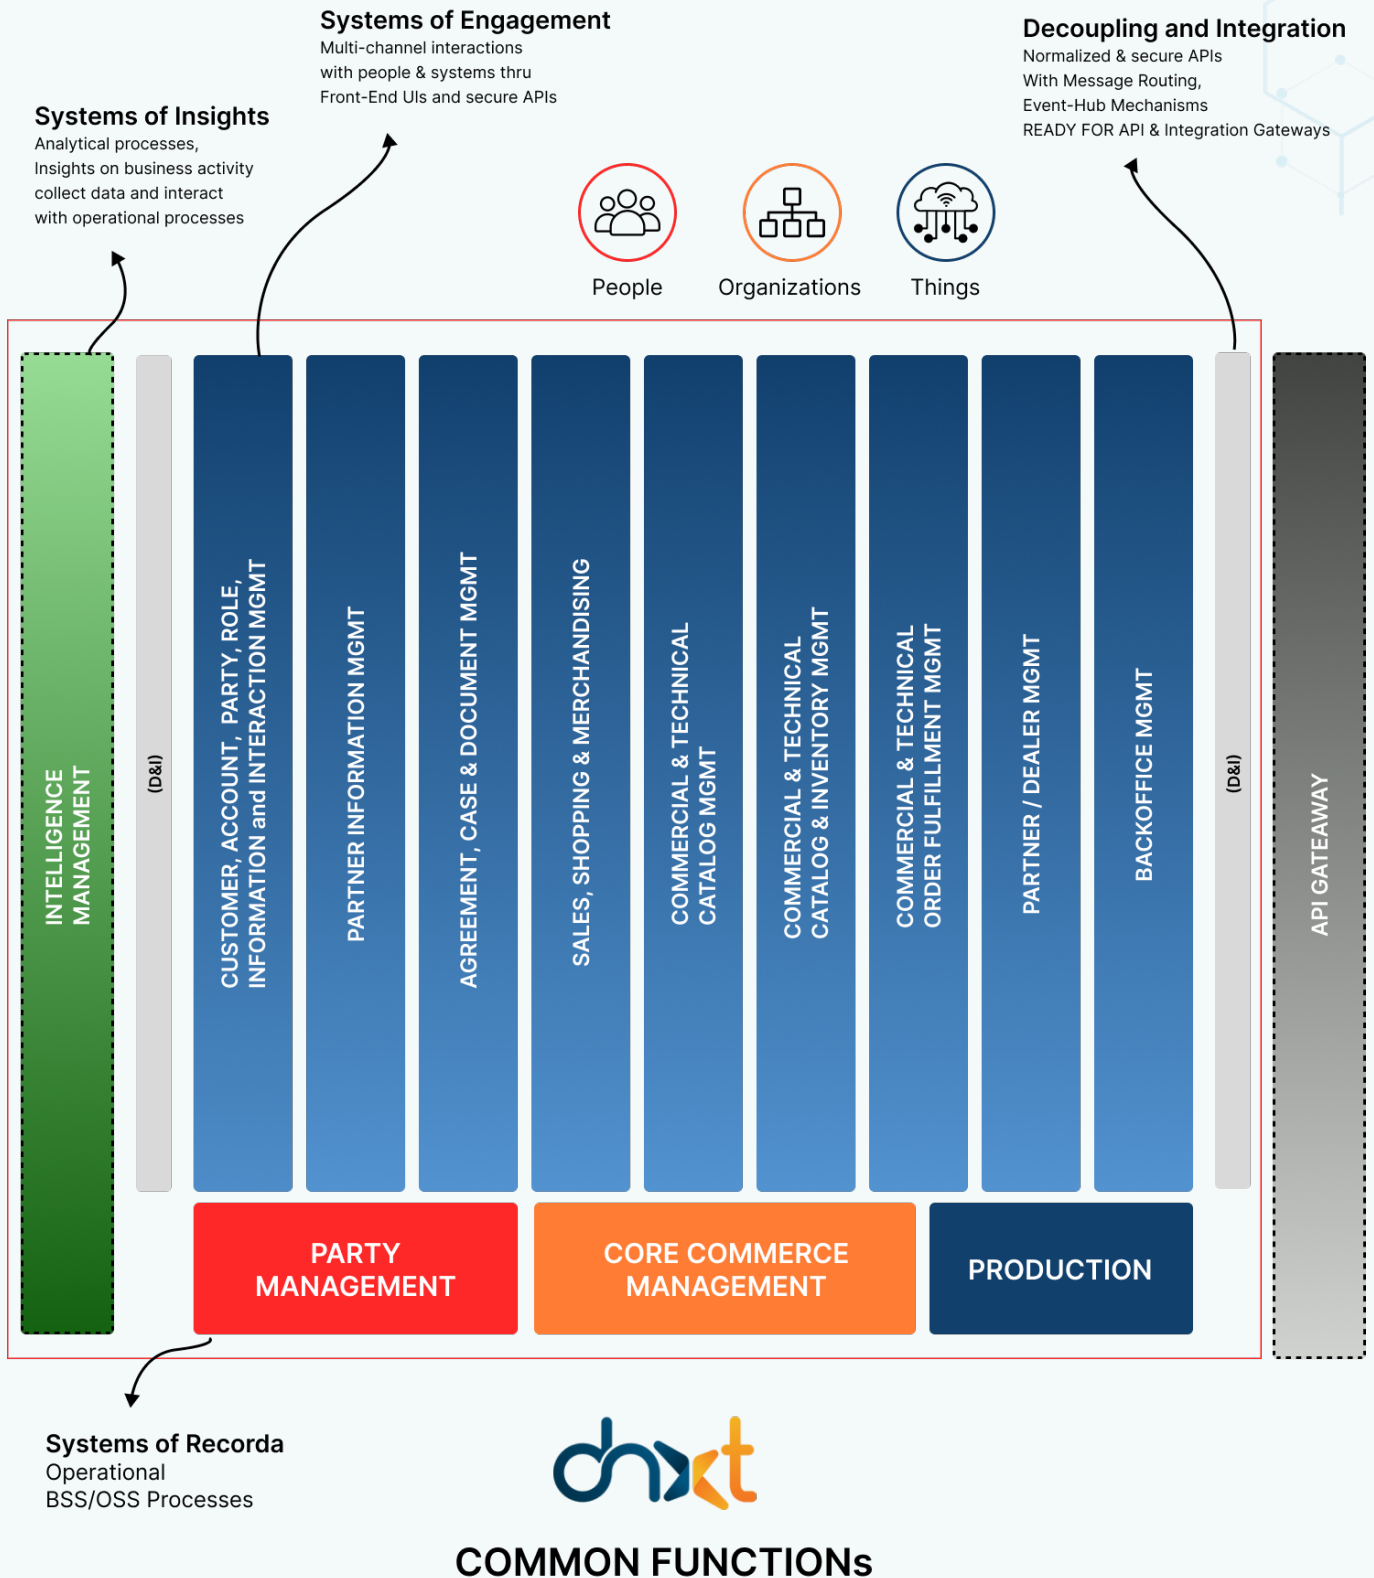 Systems of Engagement
Multi-channel interactions
with people & systems thru
Front-End UIs and secure APIs
Decoupling and Integration
Normalized & secure APIs
With Message Routing,
Event-Hub Mechanisms
READY FOR API & Integration Gateways
Systems of Insights
Analytical processes,
Insights on business activity
collect data and interact
with operational processes
People
Organizations
Things
INTELLIGENCE
MANAGEMENT
(D&I)
CUSTOMER, ACCOUNT, PARTY, ROLE,
INFORMATION and INTERACTION MGMT
PARTNER INFORMATION MGMT
AGREEMENT, CASE & DOCUMENT MGMT
SALES, SHOPPING & MERCHANDISING
COMMERCIAL & TECHNICAL
CATALOG MGMT
COMMERCIAL & TECHNICAL
CATALOG & INVENTORY MGMT
COMMERCIAL & TECHNICAL
ORDER FULFILLMENT MGMT
PARTNER / DEALER MGMT
BACKOFFICE MGMT
(D&I)
API GATEAWAY
PARTY
MANAGEMENT
CORE COMMERCE
MANAGEMENT
PRODUCTION
Systems of Recorda
Operational
BSS/OSS Processes
dnxt
COMMON FUNCTIONs